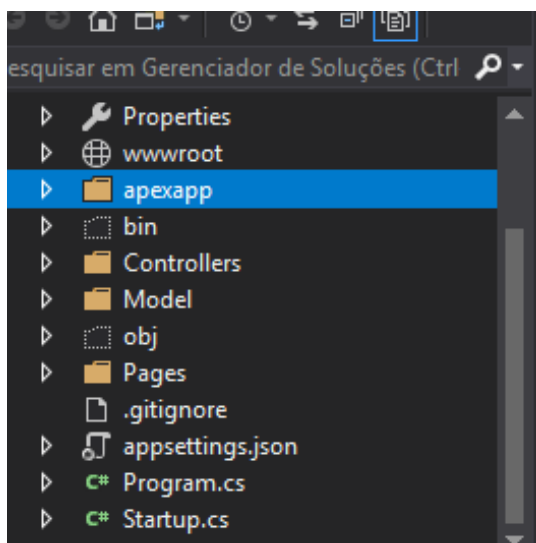 esquisar em Gerenciador de Soluções (Ctrl
Properties
wwwroot
apexapp
bin
Controllers
Model
obj
Pages
.gitignore
appsettings.json
C# Program.cs
C# Startup.cs